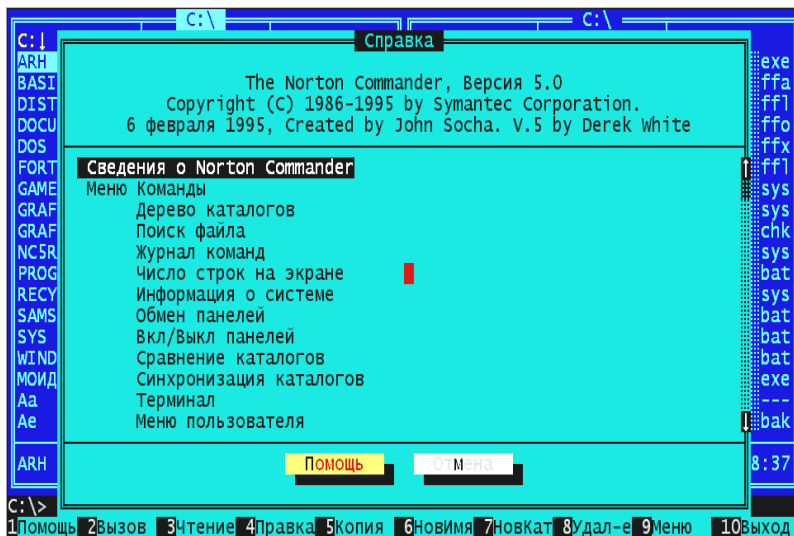 C:\ C:\
C:↓ Справка
ARH exe
BASI The Norton Commander, Версия 5.0 ffa
DIST Copyright (C) 1986-1995 by Symantec Corporation. ffl
DOCU 6 февраля 1995, Created by John Socha. V.5 by Derek White ffo
DOS ffx
FORT Сведения о Norton Commander ffl
GAME Меню Команды sys
GRAF Дерево каталогов sys
GRAF Поиск файла chk
NC5R Журнал команд sys
PROG Число строк на экране bat
RECY Информация о системе sys
SAMS Обмен панелей bat
SYS Вкл/Выкл панелей bat
WIND Сравнение каталогов bat
МОИД Синхронизация каталогов exe
Aa Терминал ---
Ae Меню пользователя bak
ARH Помощь Отмена 8:37
C:\>
1Помощь 2Вызов 3Чтение 4Правка 5Копия 6НовИмя 7НовКат 8Удал-е 9Меню 10Выход